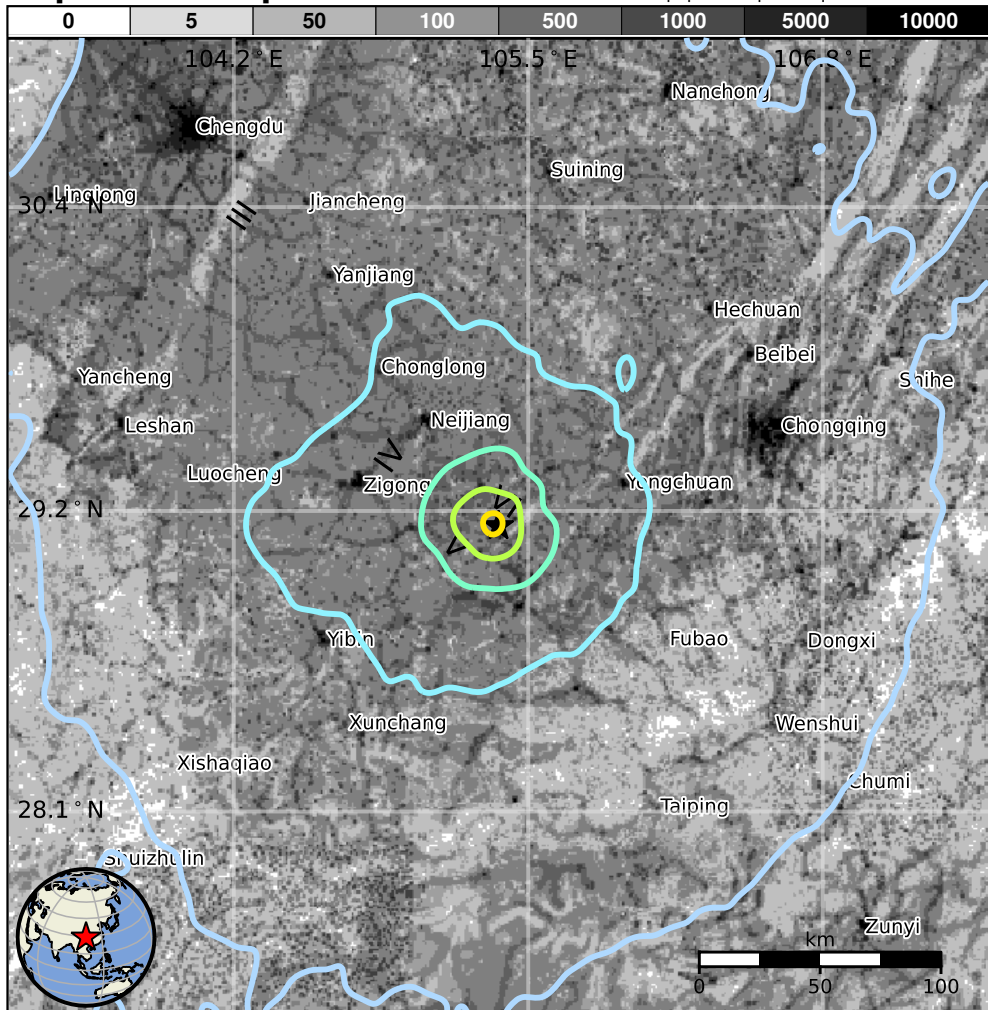 0 5 50 100 500 1000 5000 10000
104.2°E 105.5°E 106.8°E
Nanchong
Chengdu
Suining
Linqiong
30.4°N
Jiancheng
III
Yanjiang
Hechuan
Beibei
Chonglong
Yancheng
Shihe
Neijiang
Leshan
Chongqing
IV
Luocheng
Zigong
Yongchuan
29.2°N
V
Yibin
Fubao
Dongxi
Xunchang
Wenshui
Xishaqiao
Chumi
28.1°N
Taiping
Shuizhulin
Zunyi
km
0 50 100